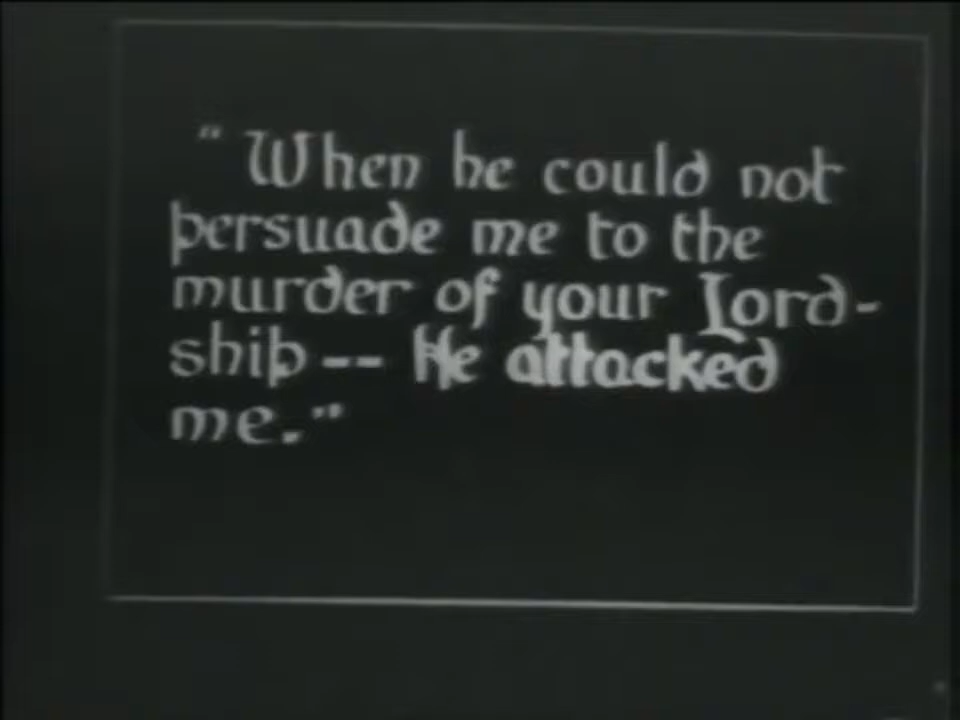 " When he could not
persuade me to the
murder of your Lord-
ship -- He attacked
me."